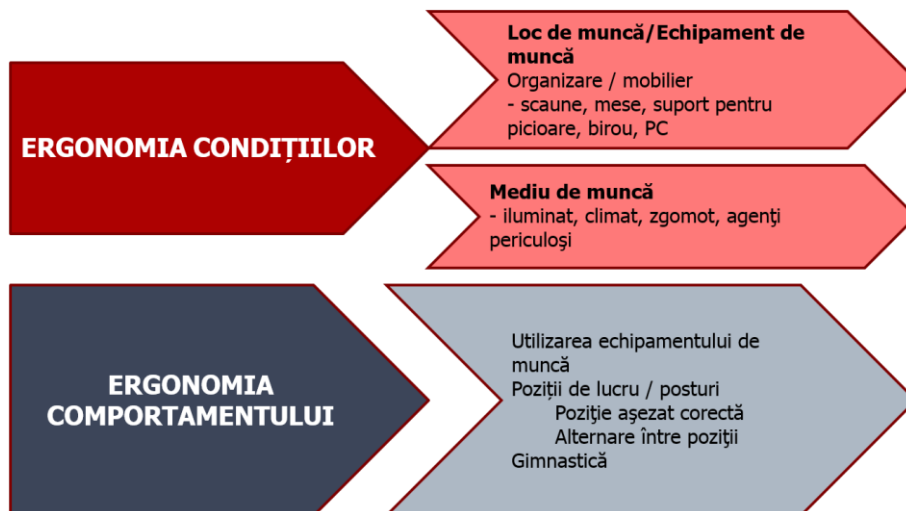 ERGONOMIA CONDIȚIILOR
Loc de muncă/Echipament de
muncă
Organizare / mobilier
- scaune, mese, suport pentru
picioare, birou, PC
Mediu de muncă
- iluminat, climat, zgomot, agenţi
periculoşi
ERGONOMIA
COMPORTAMENTULUI
Utilizarea echipamentului de
muncă
Poziții de lucru / posturi
Poziţie aşezat corectă
Alternare între poziţii
Gimnastică